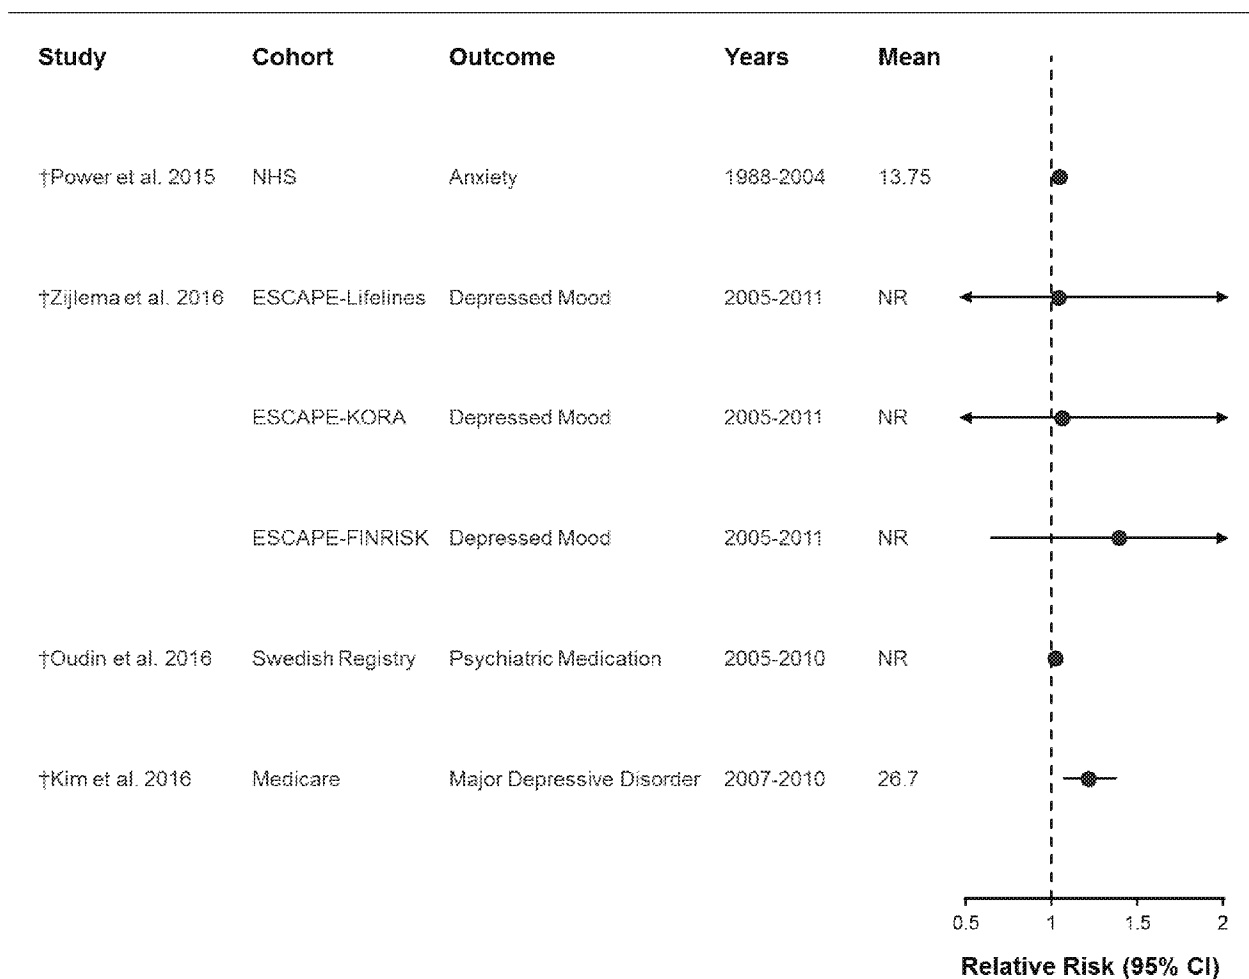 Study Cohort Outcome Years Mean
†Power et al. 2015 NHS Anxiety 1988-2004 13.75
†Zijlema et al. 2016 ESCAPE-Lifelines Depressed Mood 2005-2011 NR
ESCAPE-KORA Depressed Mood 2005-2011 NR
ESCAPE-FINRISK Depressed Mood 2005-2011 NR
†Oudin et al. 2016 Swedish Registry Psychiatric Medication 2005-2010 NR
†Kim et al. 2016 Medicare Major Depressive Disorder 2007-2010 26.7
0.5 1 1.5 2
Relative Risk (95% CI)